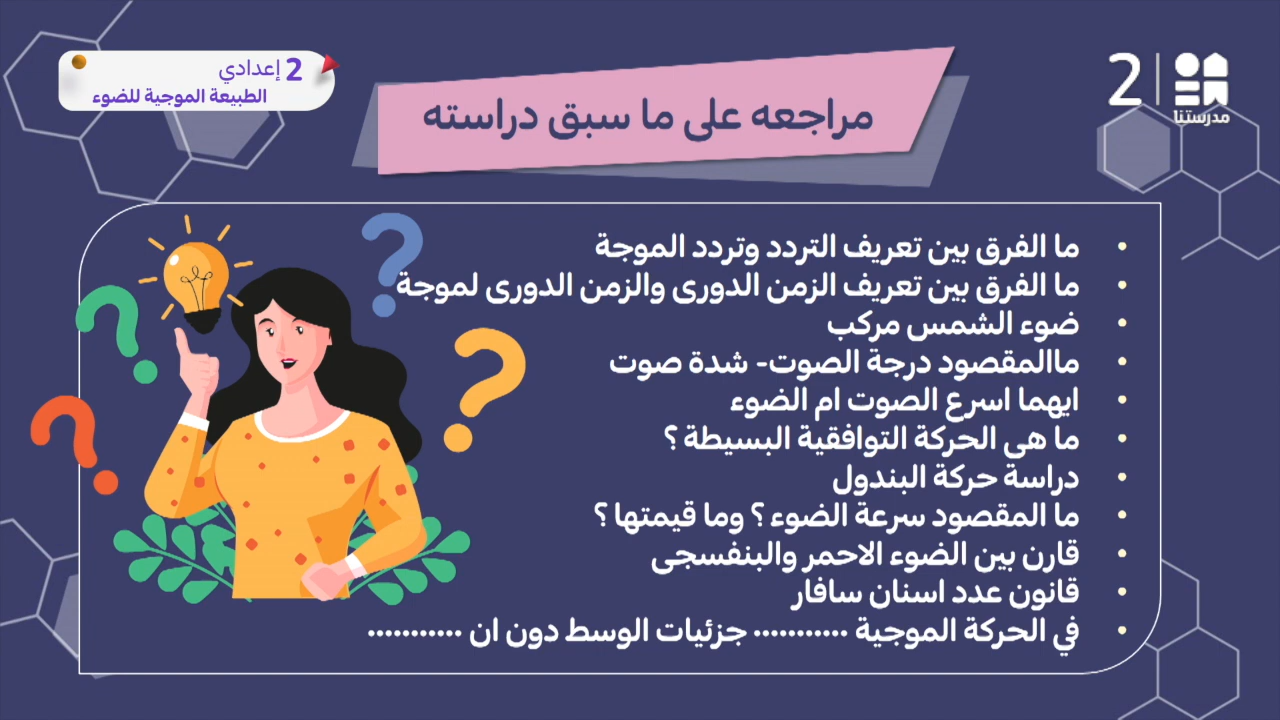 2 إعدادي
الطبيعة الموجية للضوء
مراجعه على ما سبق دراسته
2
مدرستنا
• ما الفرق بين تعريف التردد وتردد الموجة
• ما الفرق بين تعريف الزمن الدورى والزمن الدورى لموجة
• ضوء الشمس مركب
• ماالمقصود درجة الصوت- شدة صوت
• ايهما اسرع الصوت ام الضوء
• ما هى الحركة التوافقية البسيطة ؟
• دراسة حركة البندول
• ما المقصود سرعة الضوء ؟ وما قيمتها ؟
• قارن بين الضوء الاحمر والبنفسجى
• قانون عدد اسنان سافار
• في الحركة الموجية ........... جزئيات الوسط دون ان ...........